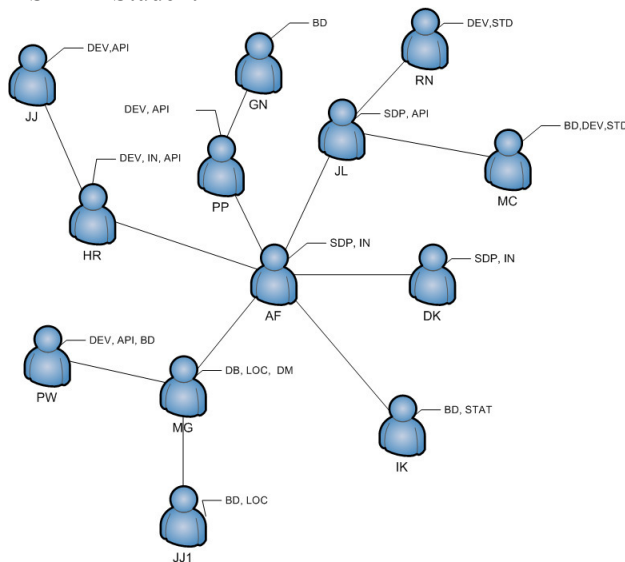 DEV,API
JJ
BD
GN
DEV,STD
RN
DEV, API
PP
SDP, API
JL
BD,DEV,STD
MC
DEV, IN, API
HR
SDP, IN
AF
SDP, IN
DK
DEV, API, BD
PW
DB, LOC, DM
MG
BD, STAT
IK
BD, LOC
JJ1